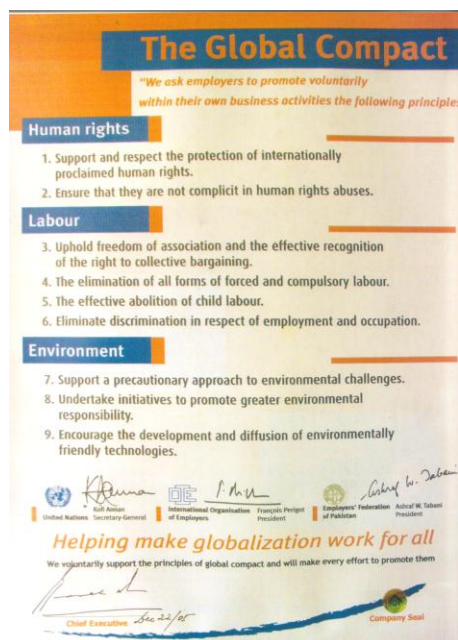 The Global Compact
"We ask employers to promote voluntarily
within their own business activities the following principles
Human rights
1. Support and respect the protection of internationally
proclaimed human rights.
2. Ensure that they are not complicit in human rights abuses.
Labour
3. Uphold freedom of association and the effective recognition
of the right to collective bargaining.
4. The elimination of all forms of forced and compulsory labour.
5. The effective abolition of child labour.
6. Eliminate discrimination in respect of employment and occupation.
Environment
7. Support a precautionary approach to environmental challenges.
8. Undertake initiatives to promote greater environmental
responsibility.
9. Encourage the development and diffusion of environmentally
friendly technologies.
Ashraf W. Tabani
United Nations
Kofi Annan
Secretary-General
International Organisation
of Employers
François Perigot
President
Employers' Federation
of Pakistan
Ashraf W. Tabani
President
Helping make globalization work for all
We voluntarily support the principles of global compact and will make every effort to promote them
Chief Executive Dec 22/05
Company Seal